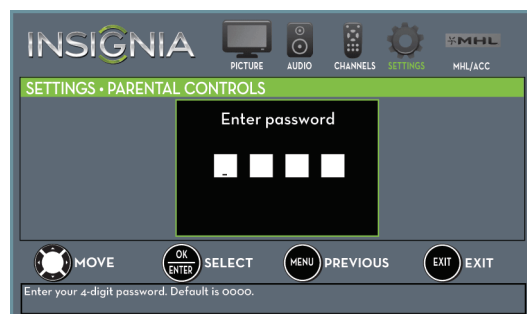 INSIGNIA
PICTURE AUDIO CHANNELS SETTINGS MHL MHL/ACC
SETTINGS • PARENTAL CONTROLS
Enter password
_
MOVE OK ENTER SELECT MENU PREVIOUS EXIT EXIT
Enter your 4-digit password. Default is 0000.